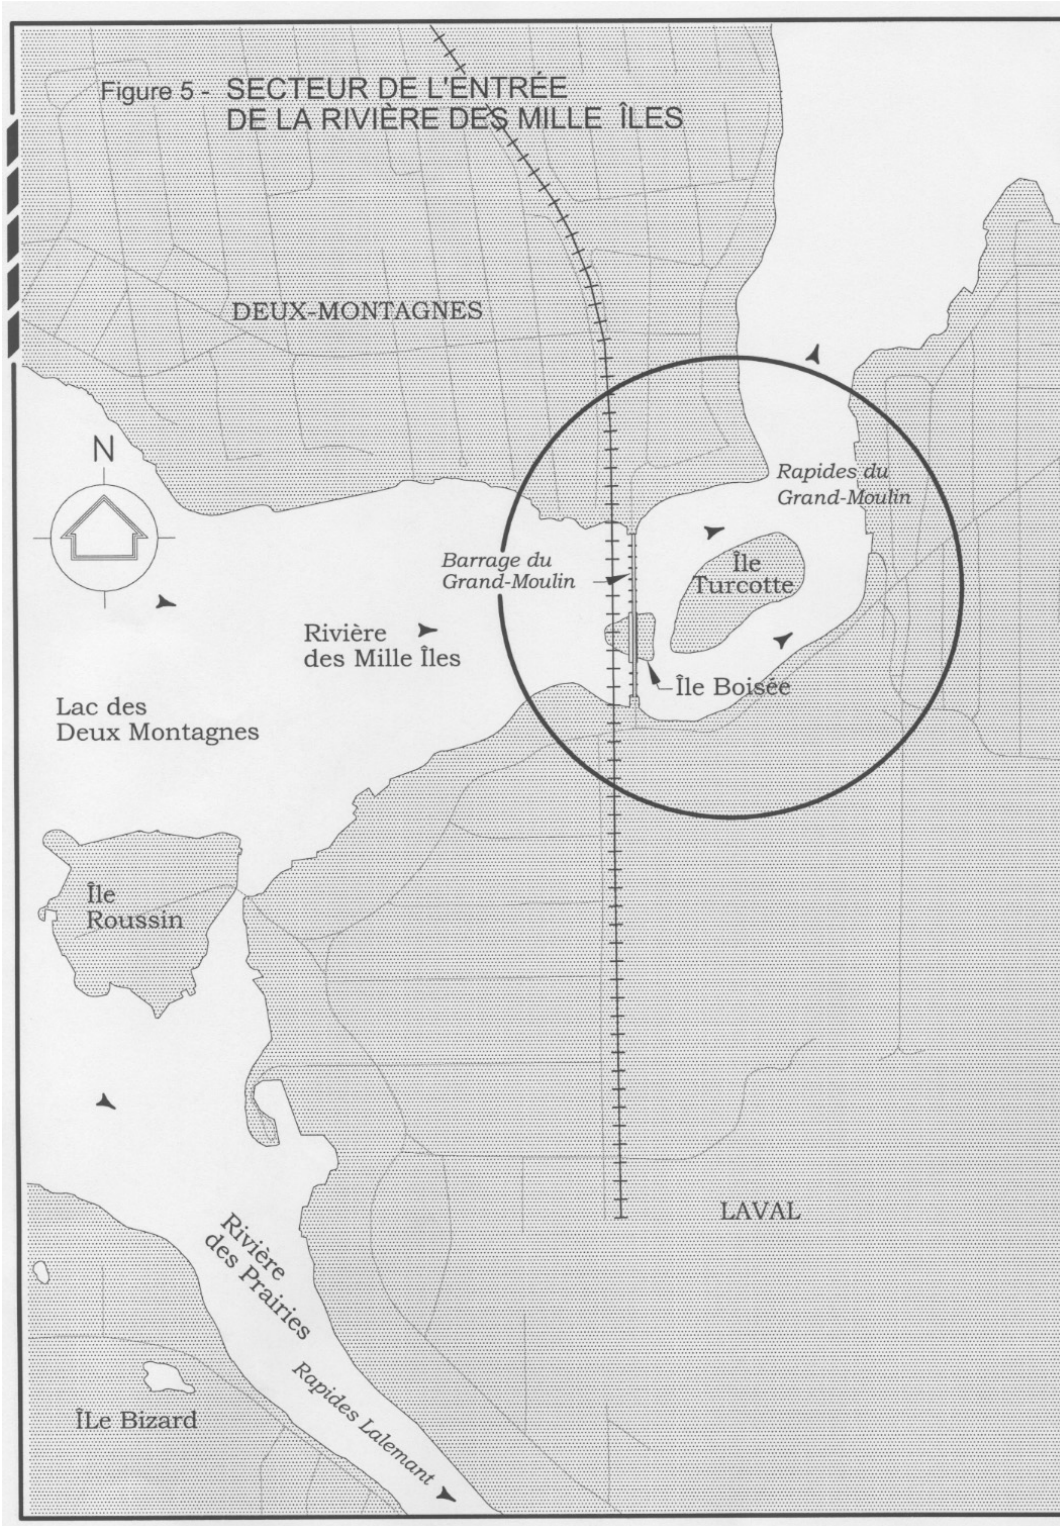 Figure 5 - SECTEUR DE L'ENTRÉE
DE LA RIVIÈRE DES MILLE ÎLES
DEUX-MONTAGNES
N
Rapides du
Grand-Moulin
Barrage du
Grand-Moulin
Île
Turcotte
Rivière
des Mille Îles
Île Boisée
Lac des
Deux Montagnes
Île
Roussin
LAVAL
Rivière
des Prairies
Rapides Lalemant
ÎLe Bizard